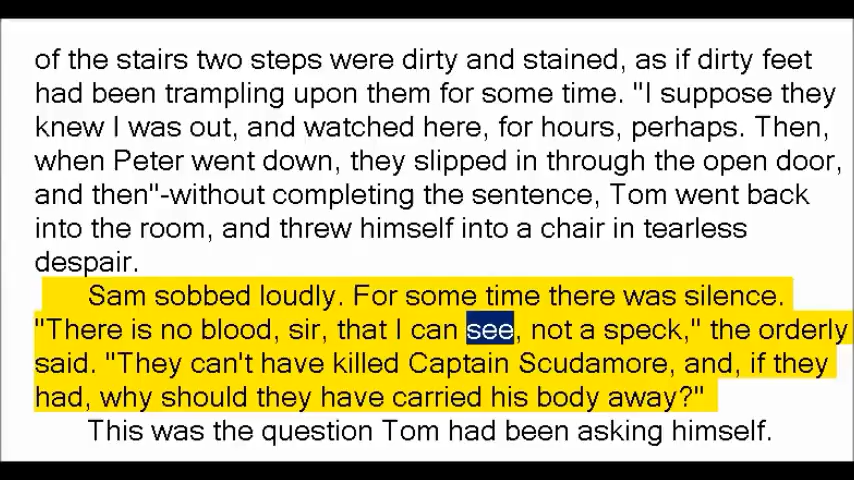 of the stairs two steps were dirty and stained, as if dirty feet
had been trampling upon them for some time. "I suppose they
knew I was out, and watched here, for hours, perhaps. Then,
when Peter went down, they slipped in through the open door,
and then"-without completing the sentence, Tom went back
into the room, and threw himself into a chair in tearless
despair.
Sam sobbed loudly. For some time there was silence.
"There is no blood, sir, that I can see, not a speck," the orderly
said. "They can't have killed Captain Scudamore, and, if they
had, why should they have carried his body away?"
This was the question Tom had been asking himself.